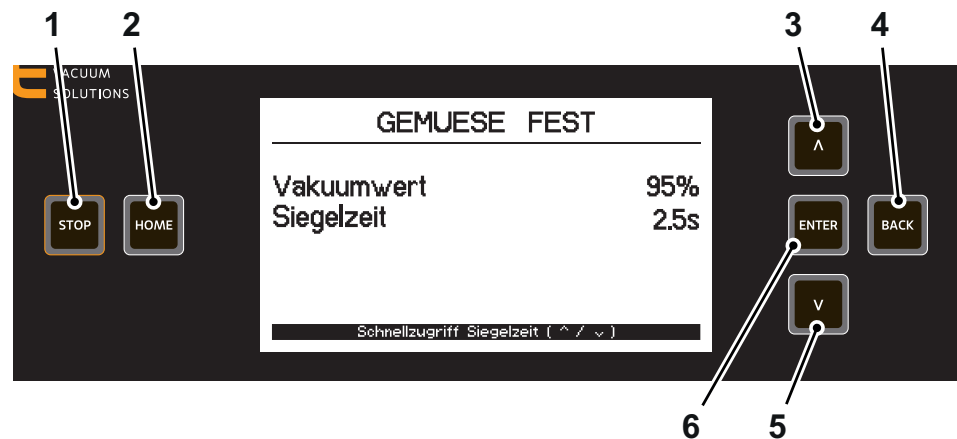 1 2 3 4
VACUUM
SOLUTIONS
GEMUESE FEST
Vakuumwert 95%
Siegelzeit 2.5s
Schnellzugriff Siegelzeit ( ^ / ⌄ )
STOP HOME
^
ENTER BACK
v
6 5